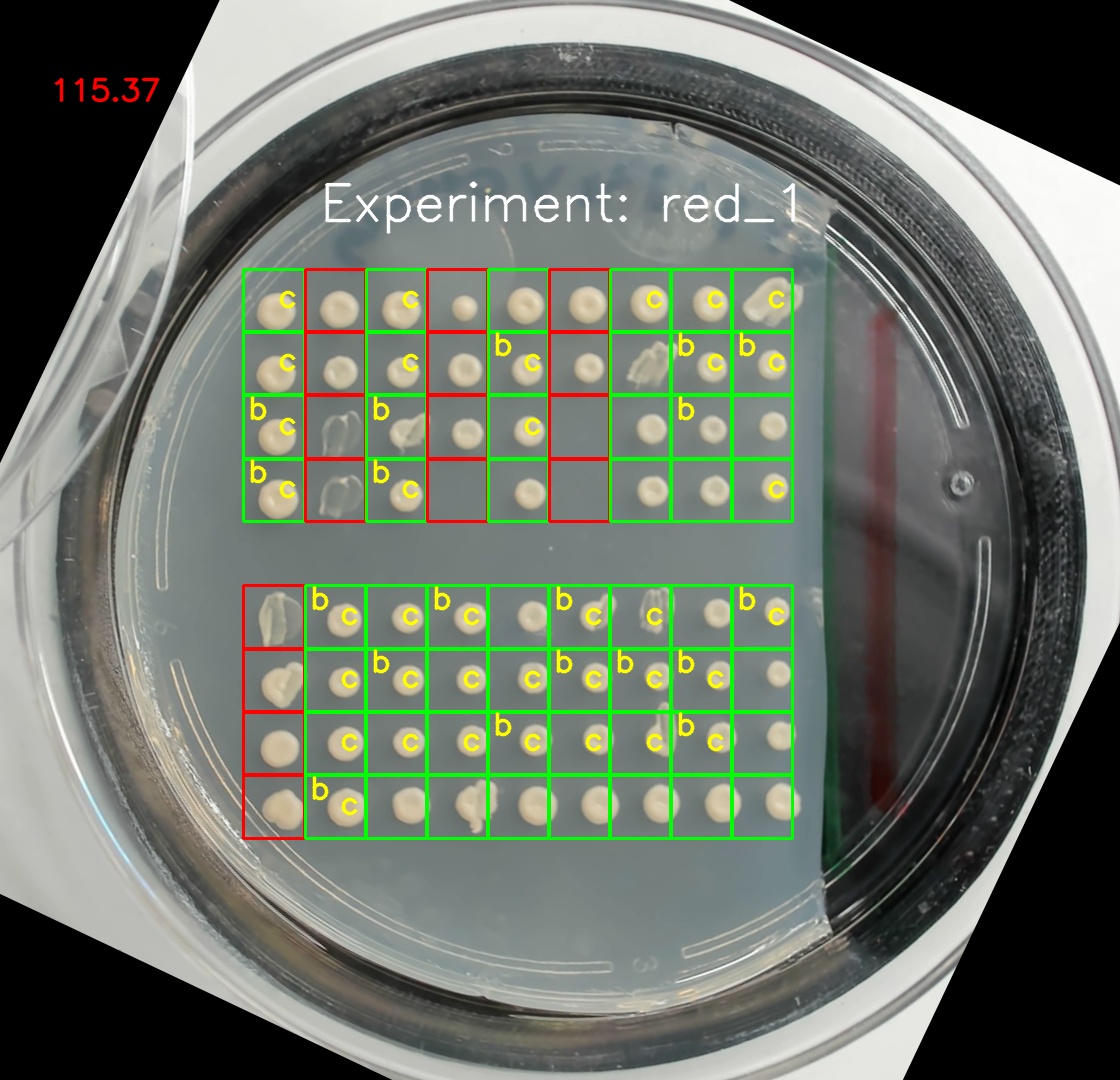 115.37
Experiment: red_1
c c c c c
c c b c b c b c
b c b c b
b c b c c
b c c b c b c c b c
c b c c c b c b c b c
c c c b c c c b c
b c